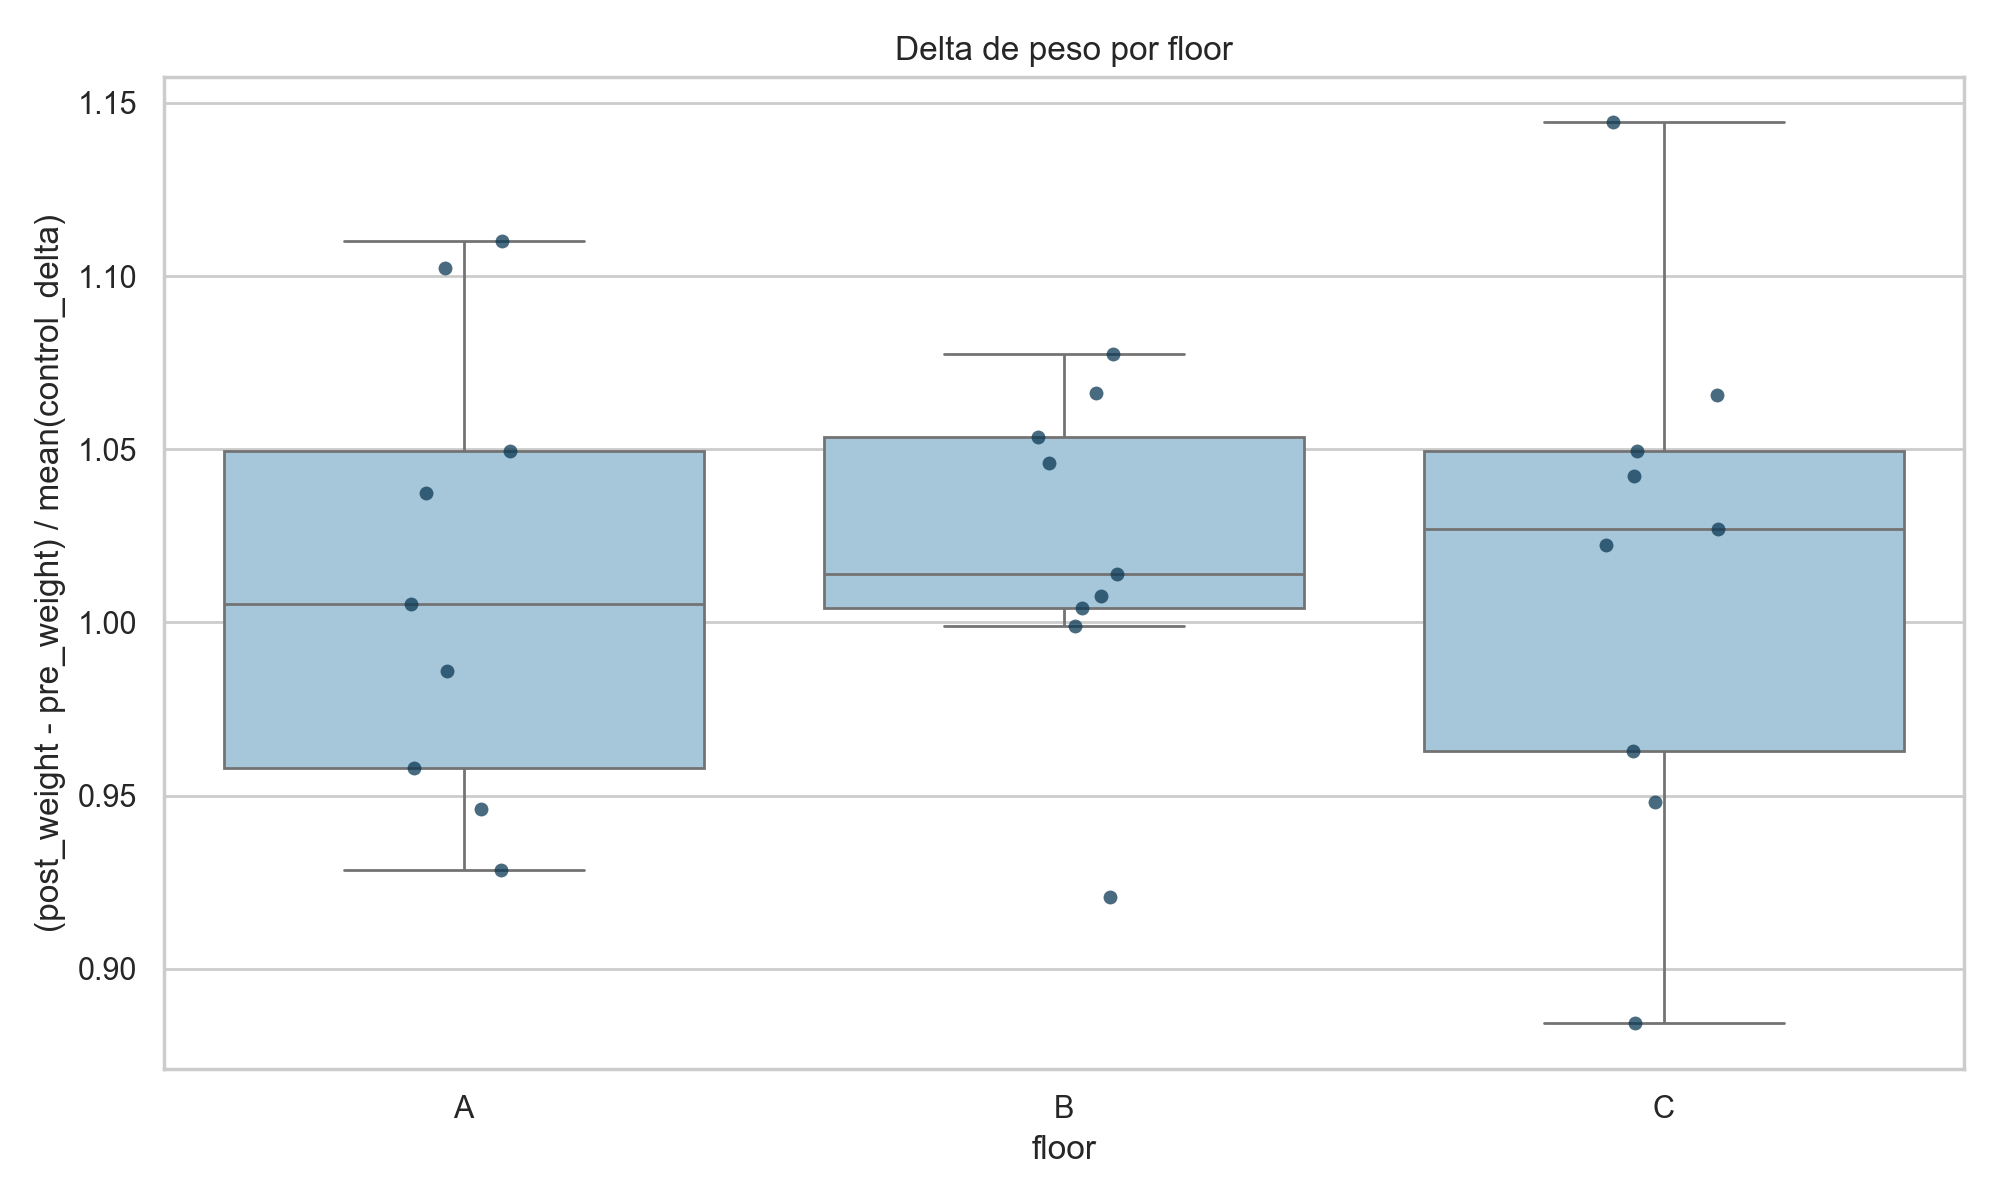 Delta de peso por floor
(post_weight - pre_weight) / mean(control_delta)
1.15
1.10
1.05
1.00
0.95
0.90
A B C
floor